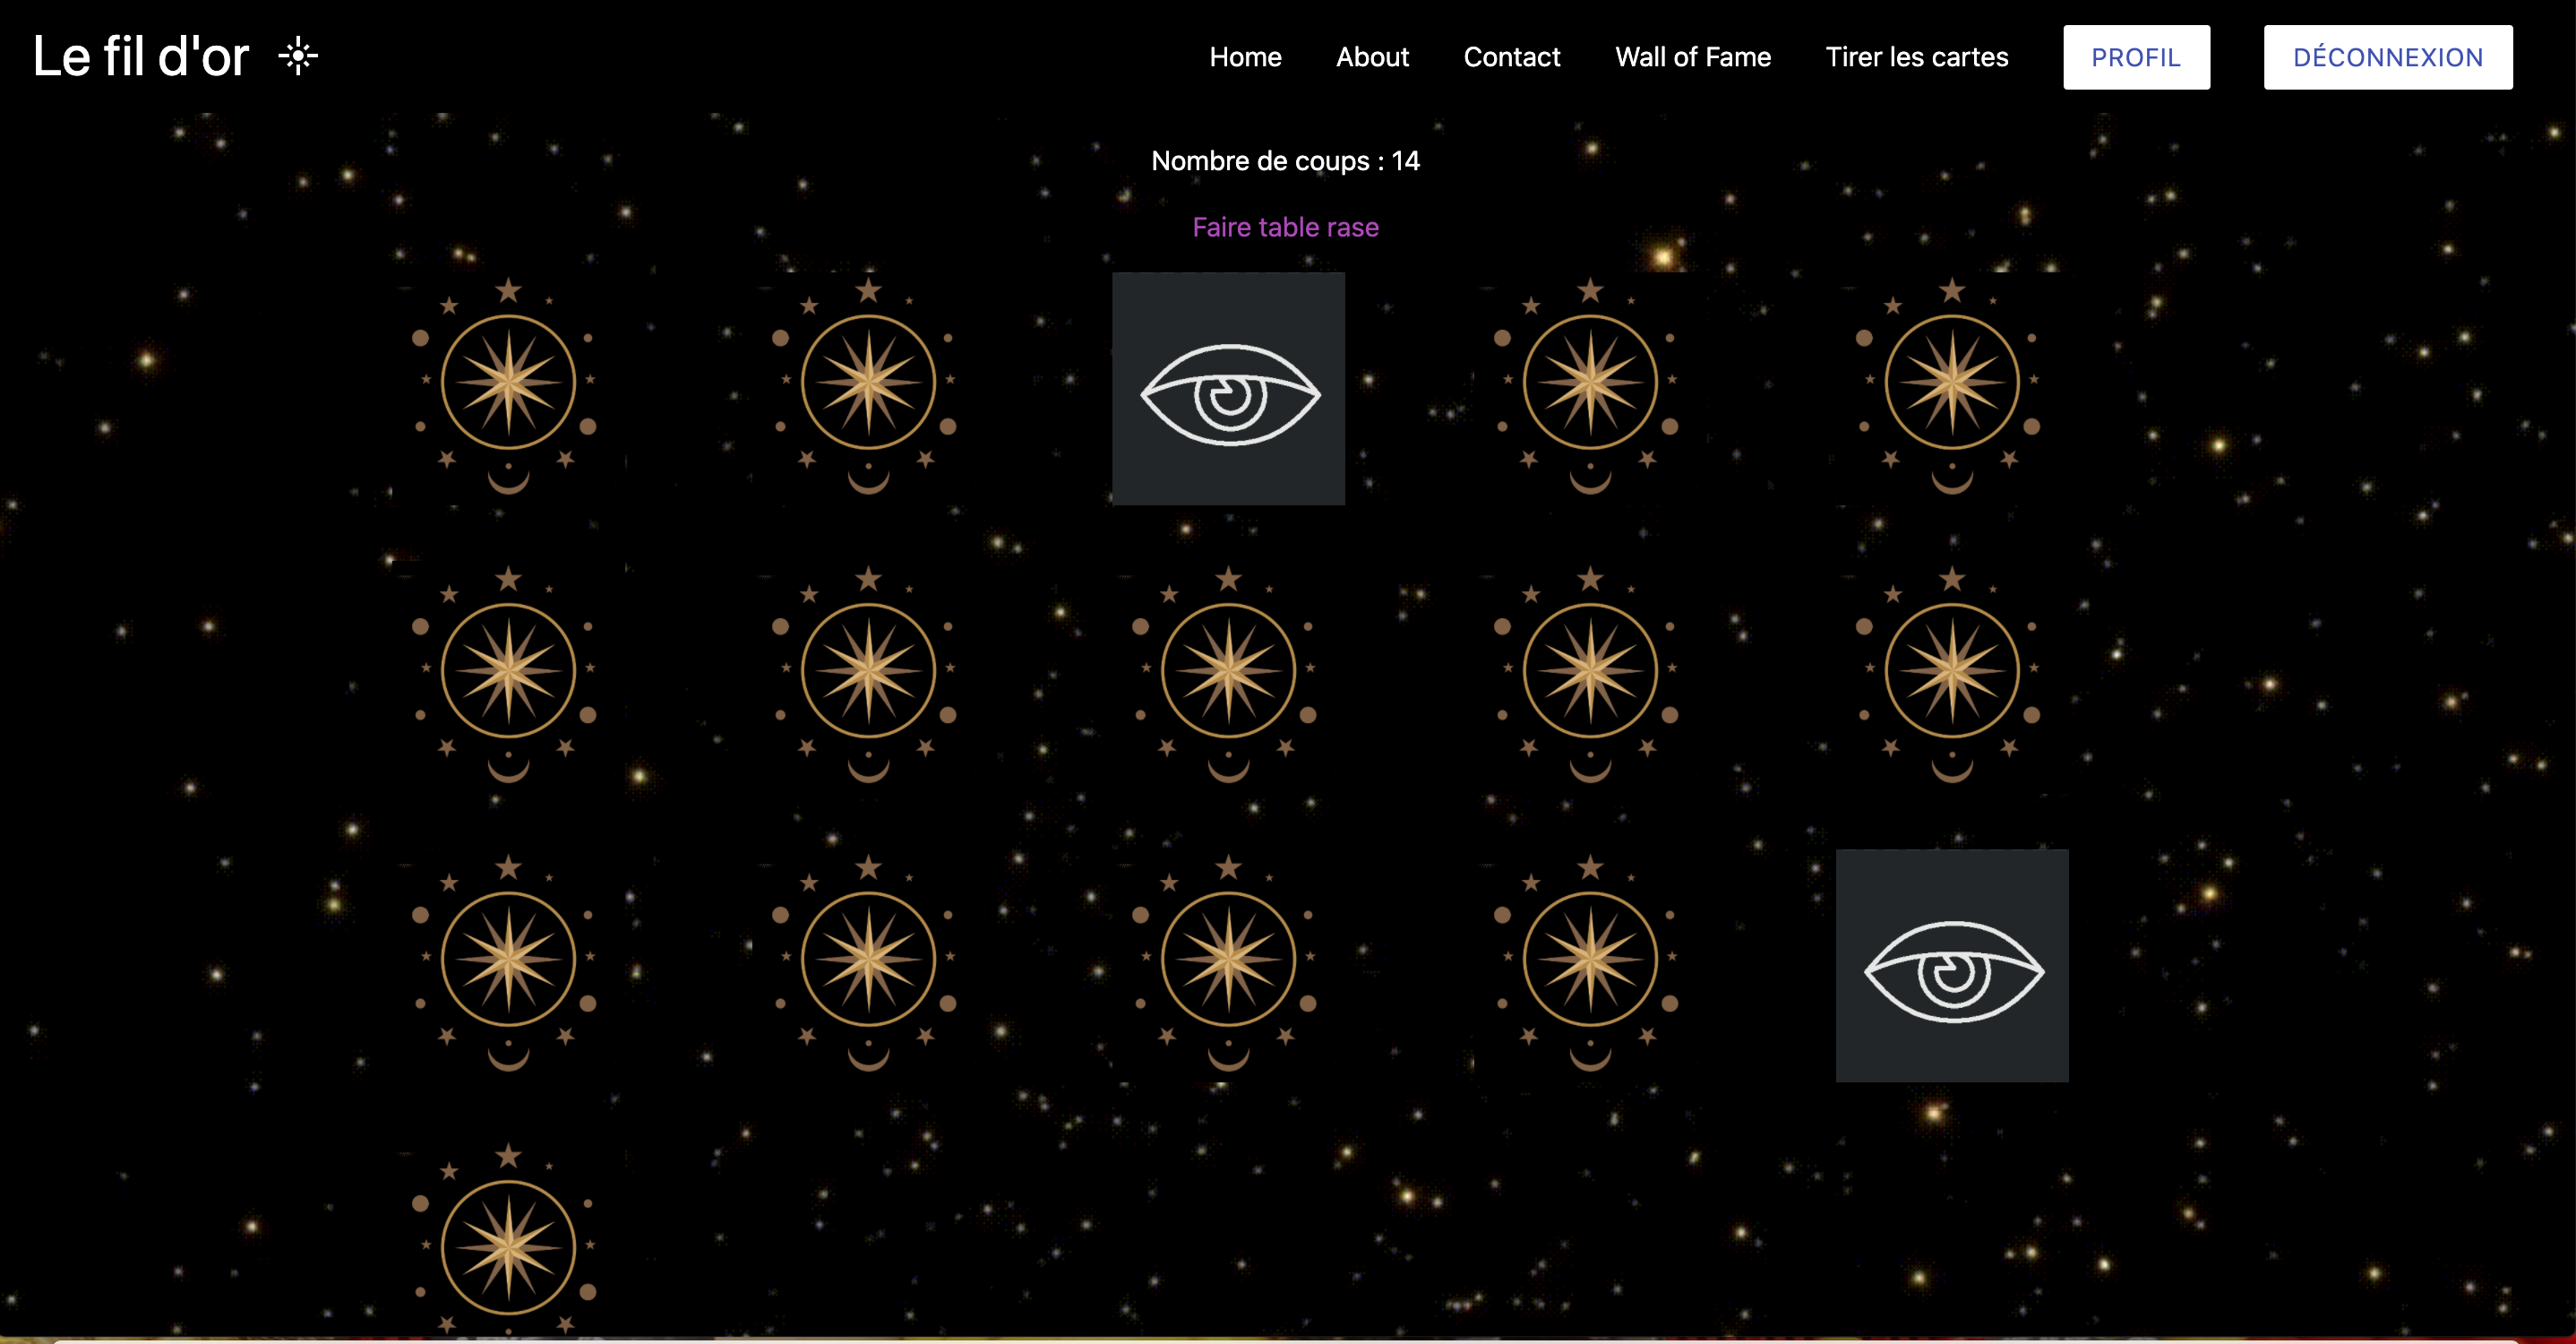 Le fil d'or
Home About Contact Wall of Fame Tirer les cartes PROFIL DÉCONNEXION
Nombre de coups : 14
Faire table rase